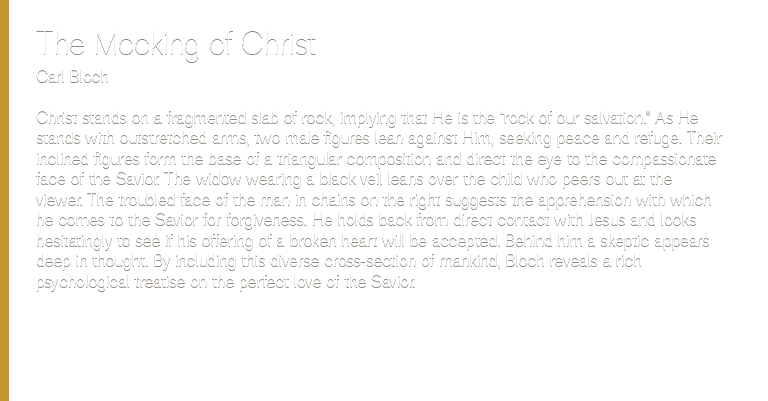 The Mocking of Christ
Carl Bloch
Christ stands on a fragmented slab of rock, implying that He is the "rock of our salvation." As He
stands with outstretched arms, two male figures lean against Him, seeking peace and refuge. Their
inclined figures form the base of a triangular composition and direct the eye to the compassionate
face of the Savior. The widow wearing a black veil leans over the child who peers out at the
viewer. The troubled face of the man in chains on the right suggests the apprehension with which
he comes to the Savior for forgiveness. He holds back from direct contact with Jesus and looks
hesitatingly to see if his offering of a broken heart will be accepted. Behind him a skeptic appears
deep in thought. By including this diverse cross-section of mankind, Bloch reveals a rich
psychological treatise on the perfect love of the Savior.